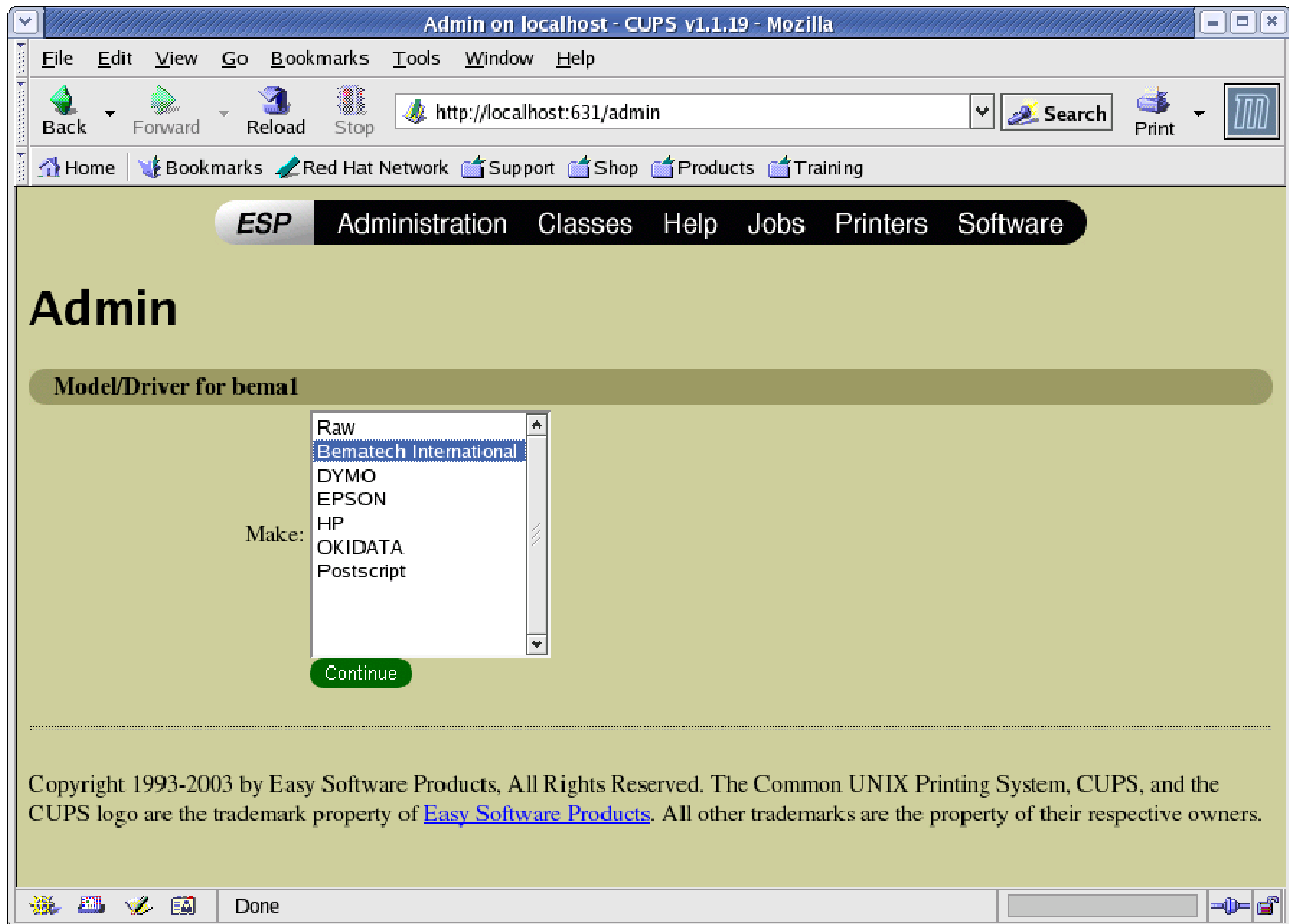 Admin on localhost - CUPS v1.1.19 - Mozilla
File Edit View Go Bookmarks Tools Window Help
Back Forward Reload Stop http://localhost:631/admin Search Print
Home Bookmarks Red Hat Network Support Shop Products Training
ESP Administration Classes Help Jobs Printers Software
Admin
Model/Driver for bema1
Make:
Raw
Bematech International
DYMO
EPSON
HP
OKIDATA
Postscript
Continue
Copyright 1993-2003 by Easy Software Products, All Rights Reserved. The Common UNIX Printing System, CUPS, and the
CUPS logo are the trademark property of Easy Software Products. All other trademarks are the property of their respective owners.
Done